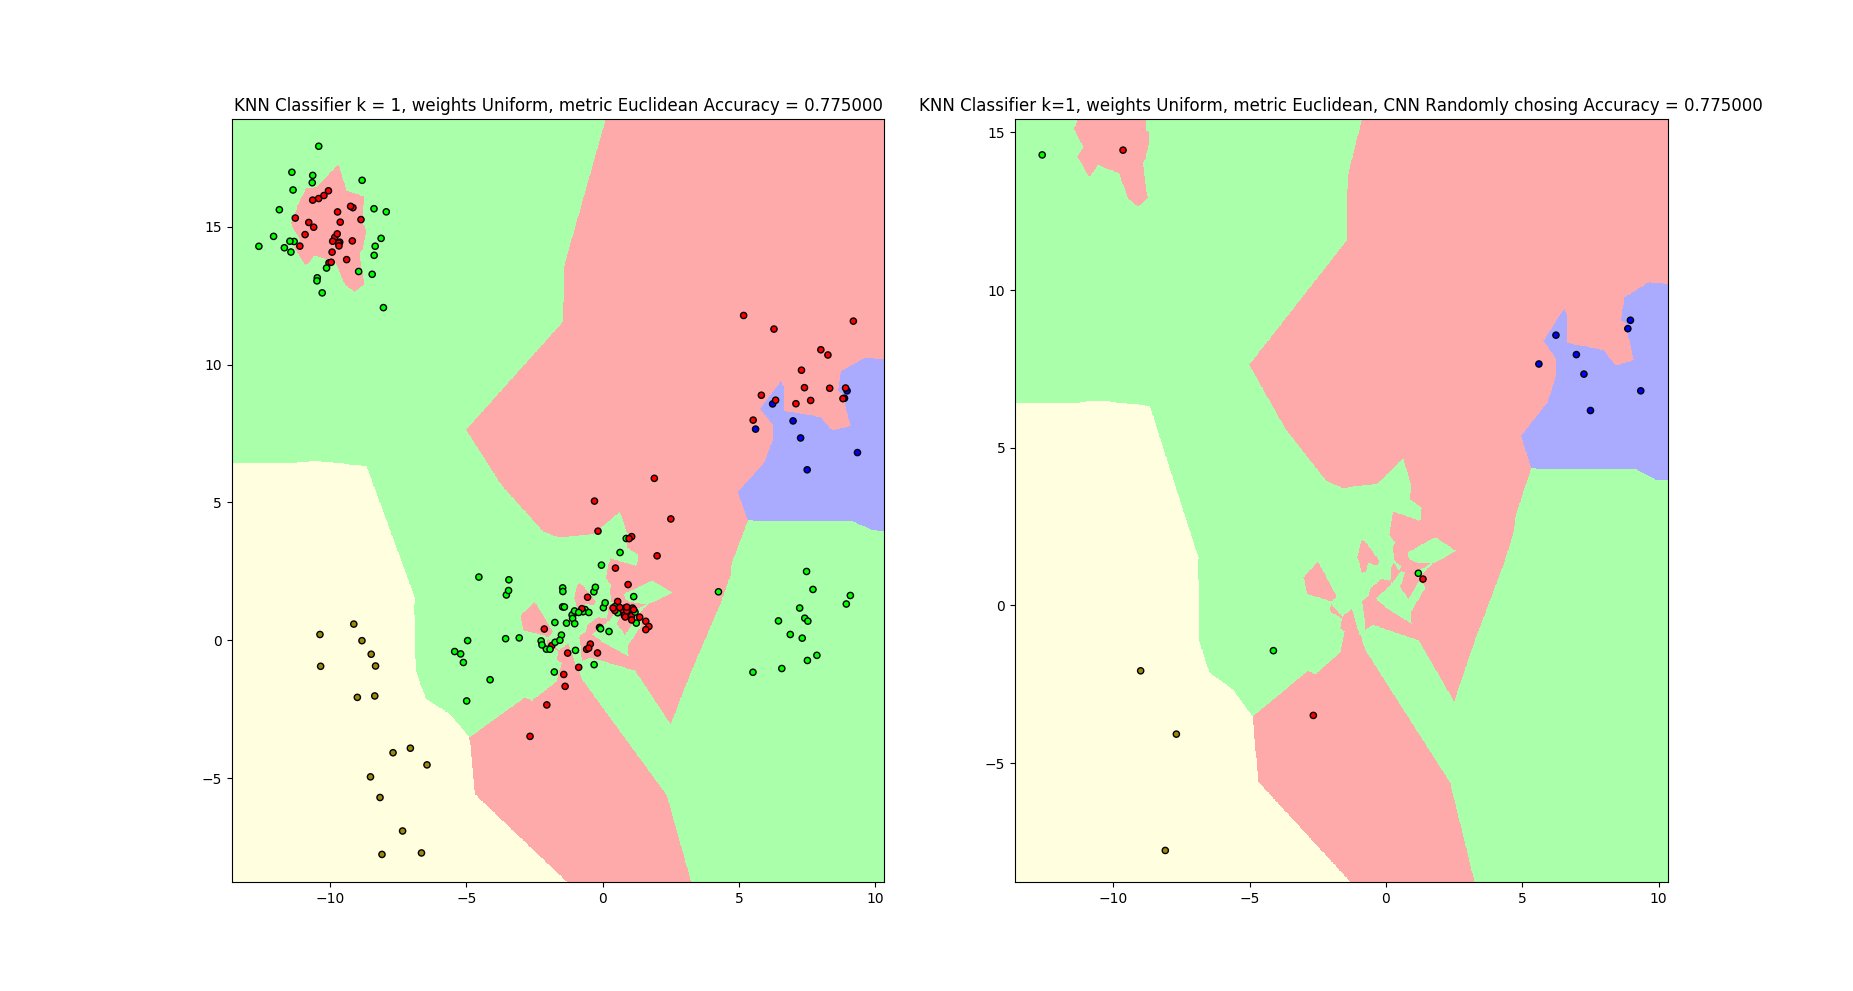 KNN Classifier k = 1, weights Uniform, metric Euclidean Accuracy = 0.775000
15
10
5
0
−5
−10 −5 0 5 10
KNN Classifier k=1, weights Uniform, metric Euclidean, CNN Randomly chosing Accuracy = 0.775000
15
10
5
0
−5
−10 −5 0 5 10